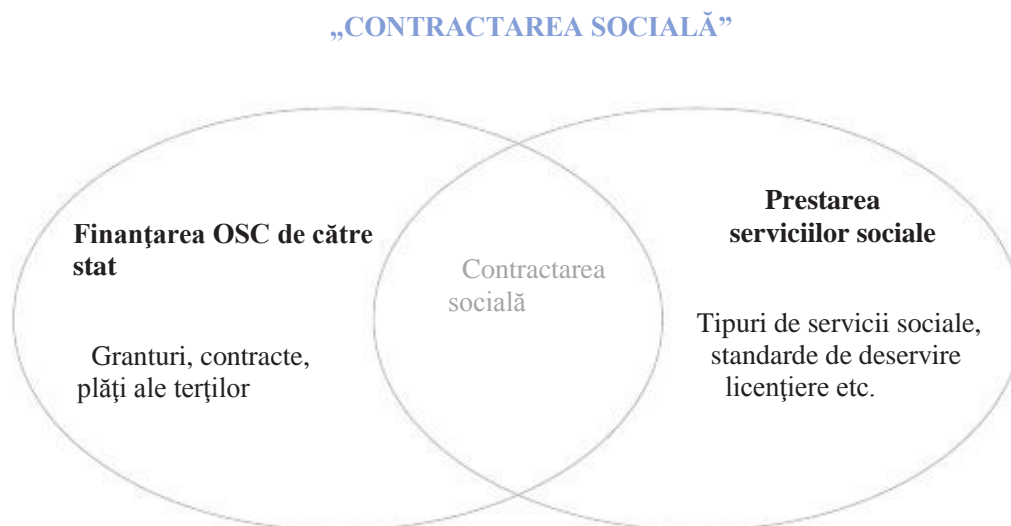 „CONTRACTAREA SOCIALĂ”
Finanţarea OSC de către
stat
Granturi, contracte,
plăţi ale terţilor
Contractarea
socială
Prestarea
serviciilor sociale
Tipuri de servicii sociale,
standarde de deservire
licenţiere etc.